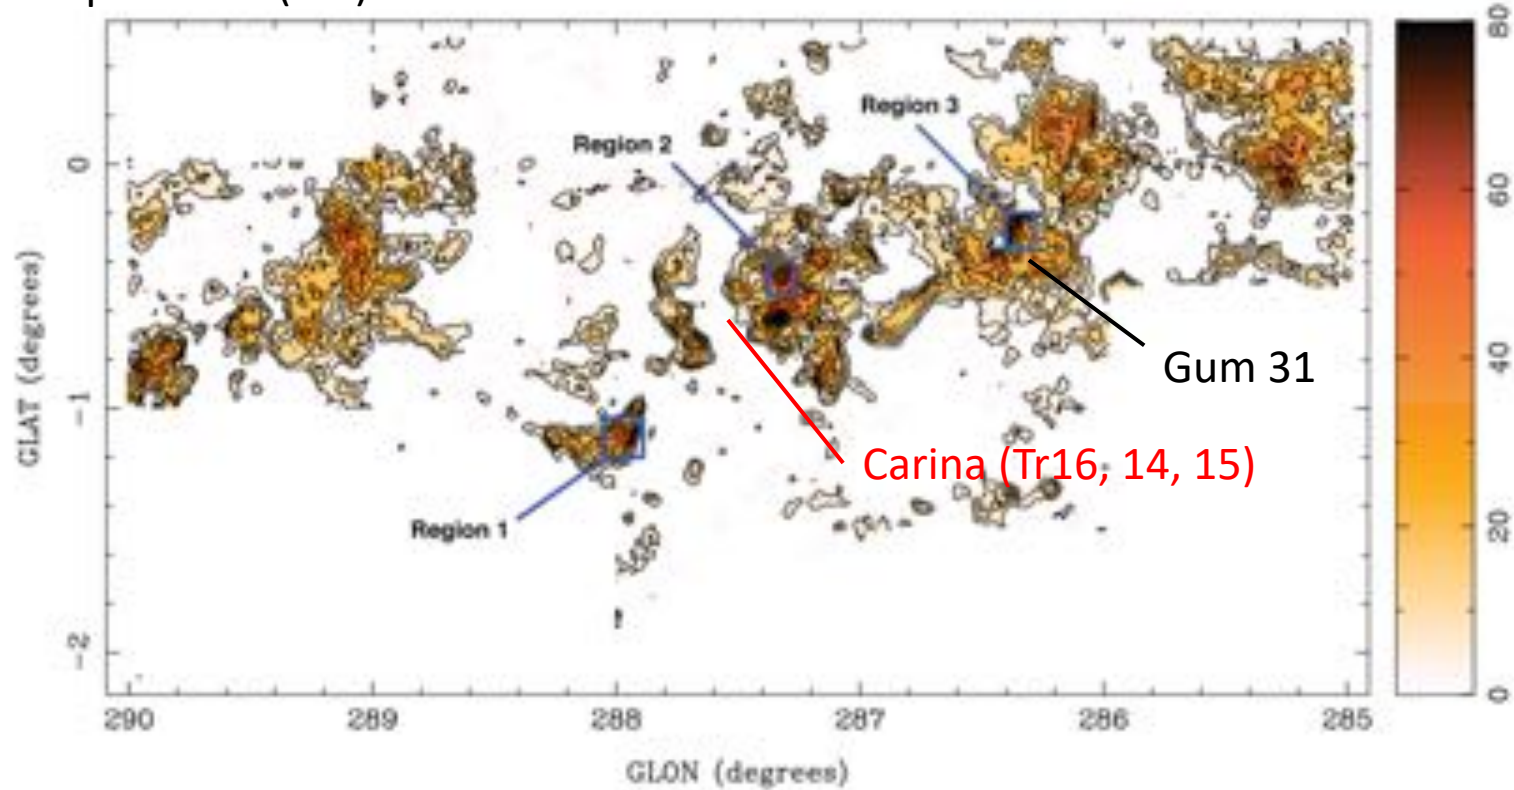 Region 3
Region 2
Gum 31
Carina (Tr16, 14, 15)
Region 1
GLAT (degrees)
0
-1
-2
290 289 288 287 286 285
GLON (degrees)
80
60
40
20
0